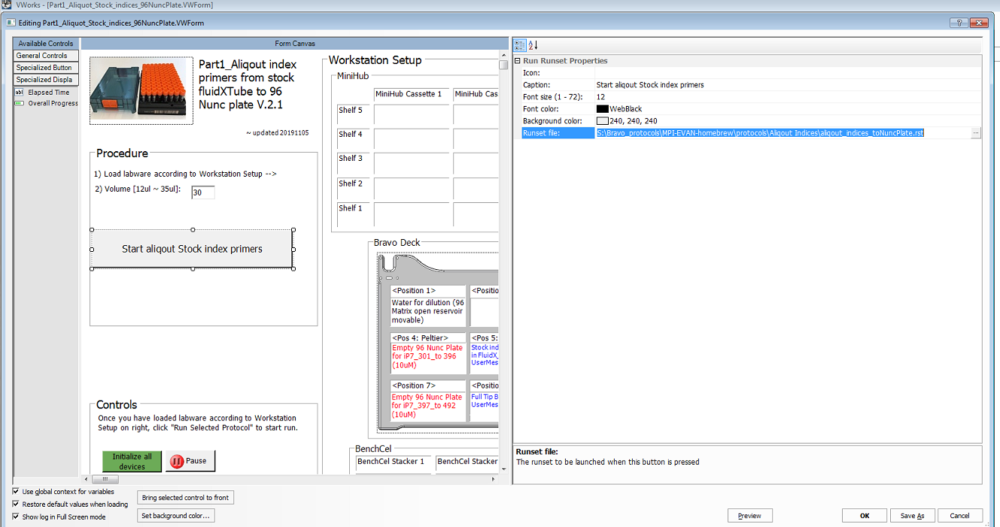 VWorks - [Part1_Aliquot_Stock_indices_96NuncPlate.VWForm]
Editing Part1_Aliquot_Stock_indices_96NuncPlate.VWForm
Available Controls
General Controls
Specialized Button
Specialized Displa
Elapsed Time
Overall Progress
Form Canvas
Part1_Aliqout index
primers from stock
fluidXTube to 96
Nunc plate V.2.1
~ updated 20191105
Procedure
1) Load labware according to Workstation Setup -->
2) Volume [12ul ~ 35ul]:
30
Start aliqout Stock index primers
Controls
Once you have loaded labware according to Workstation
Setup on right, click "Run Selected Protocol" to start run.
Initialize all
devices
Pause
Workstation Setup
MiniHub
MiniHub Cassette 1
MiniHub Cas
Shelf 5
Shelf 4
Shelf 3
Shelf 2
Shelf 1
Bravo Deck
<Position 1>
Water for dilution (96
Matrix open reservoir
movable)
<Positio
<Pos 4: Peltier>
Empty 96 Nunc Plate
for iP7_301_to 396
(10uM)
<Pos 5:
Stock ind
in FluidX_
UserMes
<Position 7>
Empty 96 Nunc Plate
for iP7_397_to 492
(10uM)
<Positio
Full Tip B
UserMes
BenchCel
BenchCel Stacker 1
BenchCel Stacker
Run Runset Properties
Icon:
Caption: Start aliqout Stock index primers
Font size (1 - 72): 12
Font color: WebBlack
Background color: 240, 240, 240
Runset file: S:\Bravo_protocols\MPI-EVAN-homebrew\protocols\Aliqout Indices\aliqout_indices_toNuncPlate.rst
...
Runset file:
The runset to be launched when this button is pressed
Use global context for variables
Restore default values when loading
Show log in Full Screen mode
Bring selected control to front
Set background color...
Preview
OK
Save As
Cancel